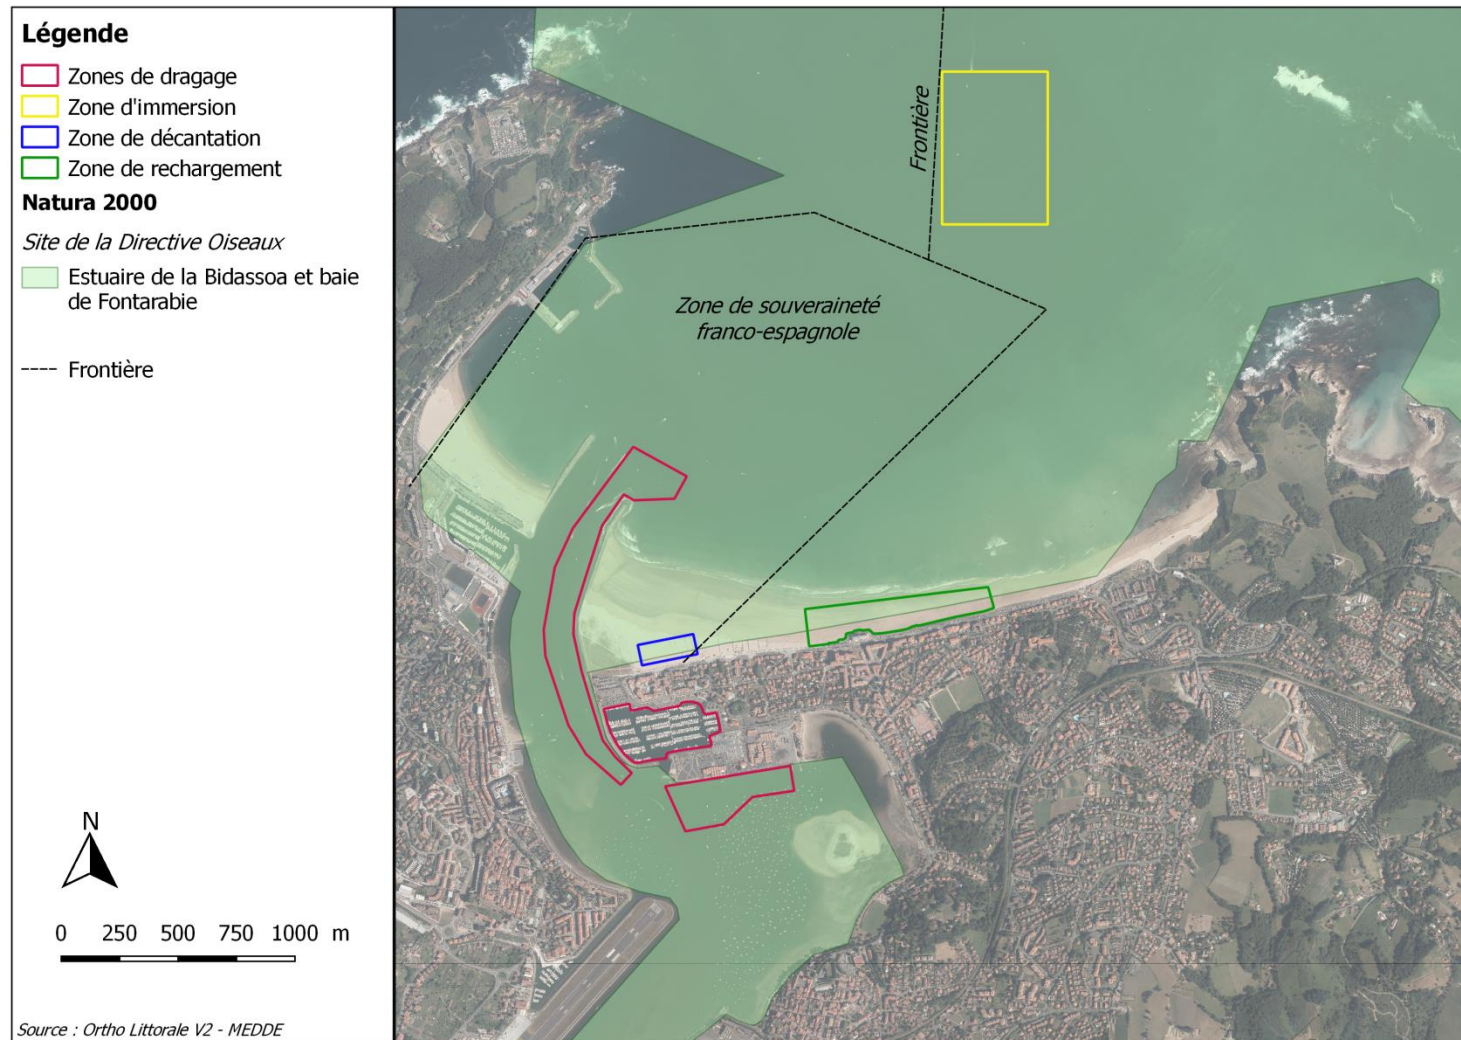 Légende
Zones de dragage
Zone d'immersion
Zone de décantation
Zone de rechargement
Natura 2000
Site de la Directive Oiseaux
Estuaire de la Bidassoa et baie
de Fontarabie
---- Frontière
N
0 250 500 750 1000 m
Source : Ortho Littorale V2 - MEDDE
Frontière
Zone de souveraineté
franco-espagnole